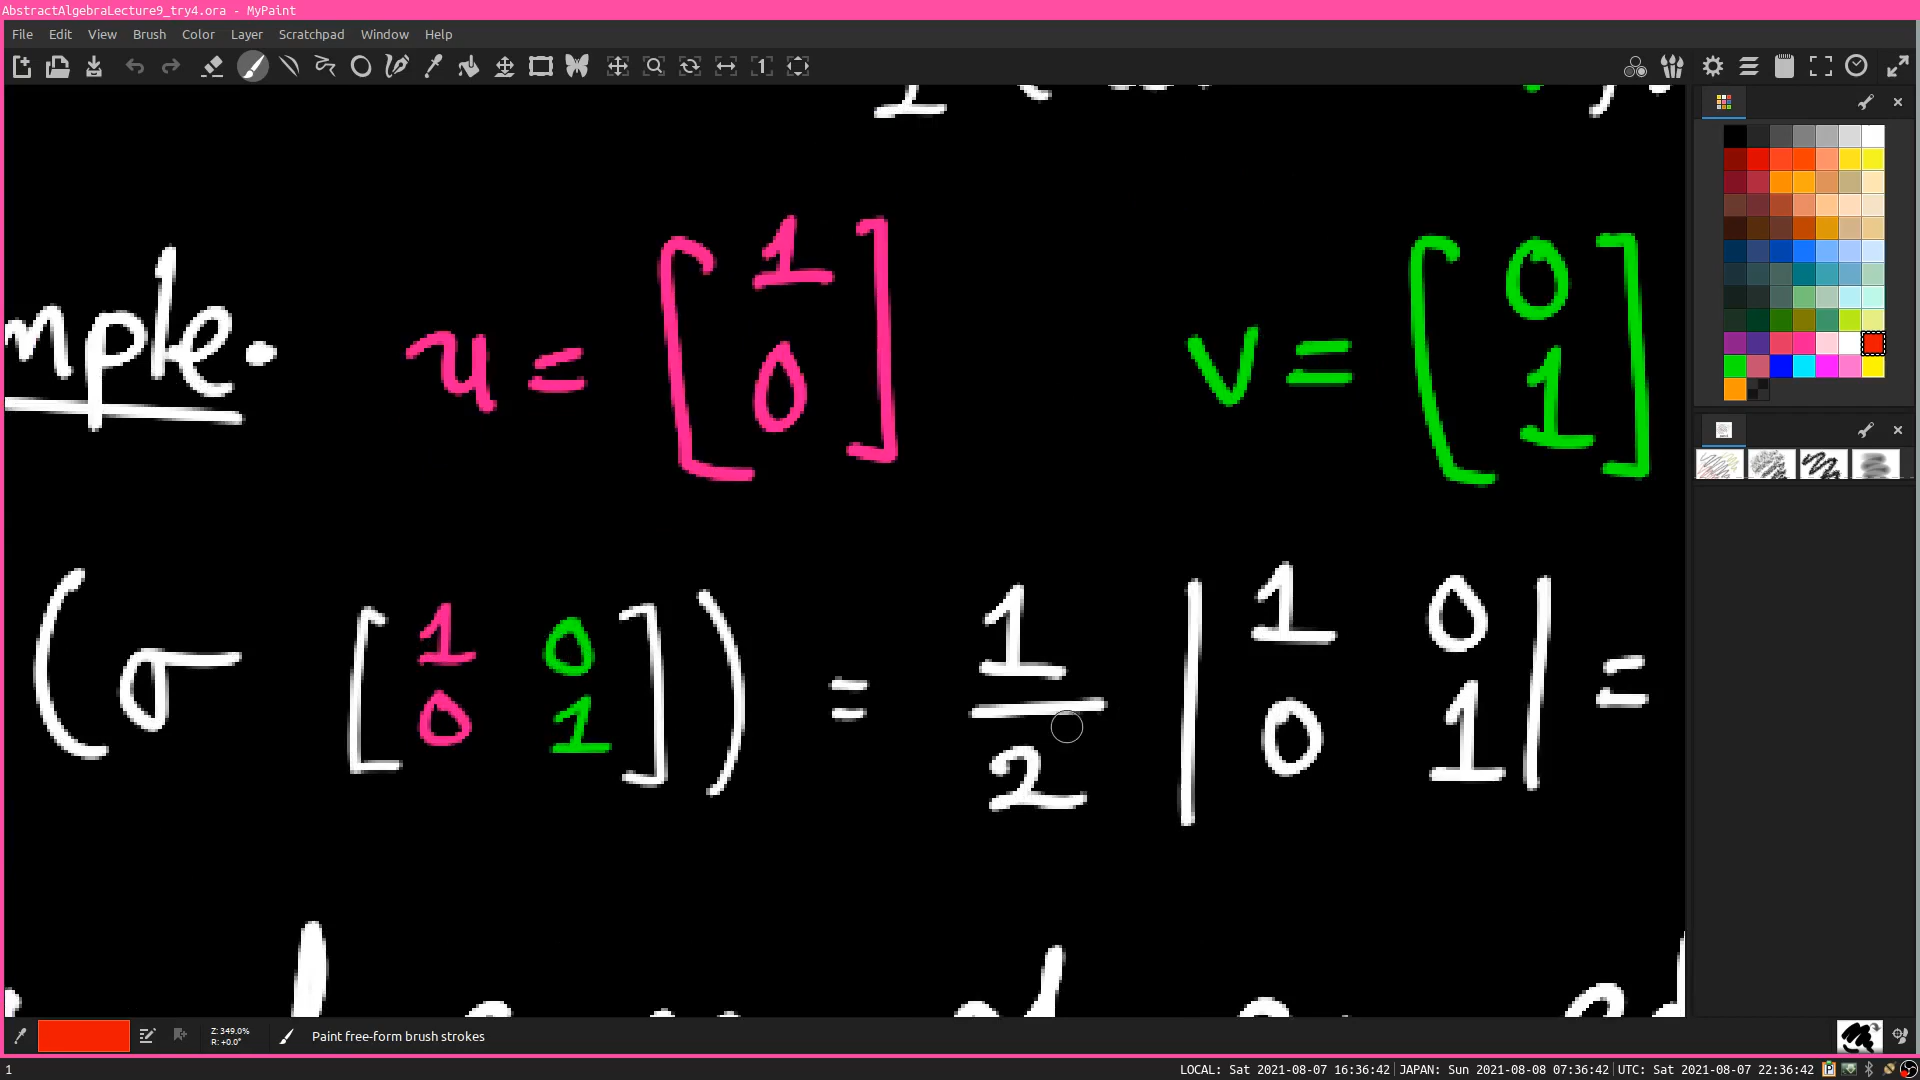 AbstractAlgebraLecture9_try4.ora - MyPaint
File Edit View Brush Color Layer Scratchpad Window Help
mple.
u = [ 1 0 ]
v = [ 0 1 ]
( σ [ 1 0
0 1 ] ) = 1/2 | 1 0
0 1 | =
Z: 349.0%
R: +0.0°
Paint free-form brush strokes
1
LOCAL: Sat 2021-08-07 16:36:42 | JAPAN: Sun 2021-08-08 07:36:42 | UTC: Sat 2021-08-07 22:36:42